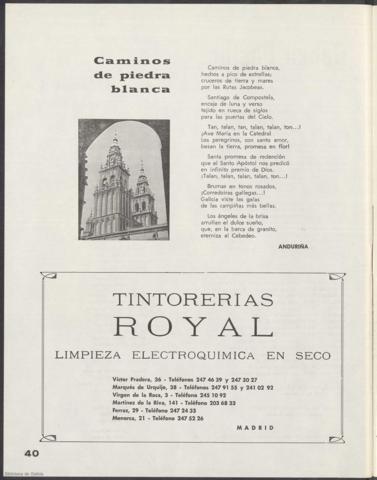 Caminos
de piedra
blanca
Caminos de piedra blanca,
hechos a pico de estrellas;
cruceros de tierra y mares
por las Rutas Jacobeas.
Santiago de Compostela,
encaje de luna y verso
tejido en rueca de siglos
para las puertas del Cielo.
Tan, talan, tan, talan, talan, ton...!
¡Ave María en la Catedral!
Los peregrinos, con santo amor,
besan la tierra, promesa en flor!
Santa promesa de redención
que el Santo Apóstol nos predicó
en infinito premio de Dios.
¡Talan, talan, talan, talan, ton...!
Bruman en tonos rosados,
¡Corredoiras gallegas...!
Galicia viste las galas
de las campiñas más bellas.
Los ángeles de la brisa
arrullan el dulce sueño,
que, en la barca de granito,
eterniza el Cebedeo.
ANDURIÑA
TINTORERIAS
ROYAL
LIMPIEZA ELECTROQUIMICA EN SECO
Víctor Pradera, 36 - Teléfonos 247 46 39 y 247 30 27
Marqués de Urquijo, 38 - Teléfonos 247 91 55 y 241 02 92
Virgen de la Roca, 3 - Teléfono 245 10 92
Martínez de la Riva, 141 - Teléfono 203 68 33
Ferraz, 29 - Teléfono 247 24 33
Menorca, 21 - Teléfono 247 52 26
MADRID
40
Biblioteca de Galicia